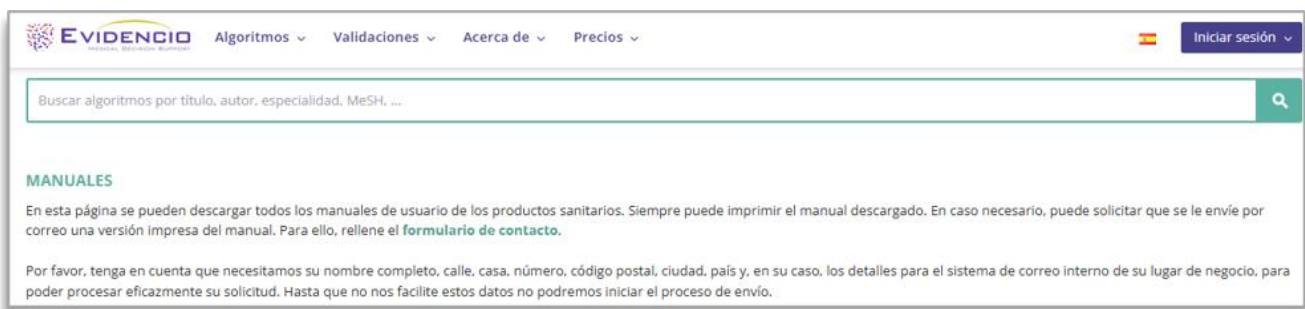 EVIDENCIO
MEDICAL DECISION SUPPORT
Algoritmos Validaciones Acerca de Precios Iniciar sesión
Buscar algoritmos por título, autor, especialidad, MeSH, ...
MANUALES
En esta página se pueden descargar todos los manuales de usuario de los productos sanitarios. Siempre puede imprimir el manual descargado. En caso necesario, puede solicitar que se le envíe por
correo una versión impresa del manual. Para ello, rellene el formulario de contacto.
Por favor, tenga en cuenta que necesitamos su nombre completo, calle, casa, número, código postal, ciudad, país y, en su caso, los detalles para el sistema de correo interno de su lugar de negocio, para
poder procesar eficazmente su solicitud. Hasta que no nos facilite estos datos no podremos iniciar el proceso de envío.